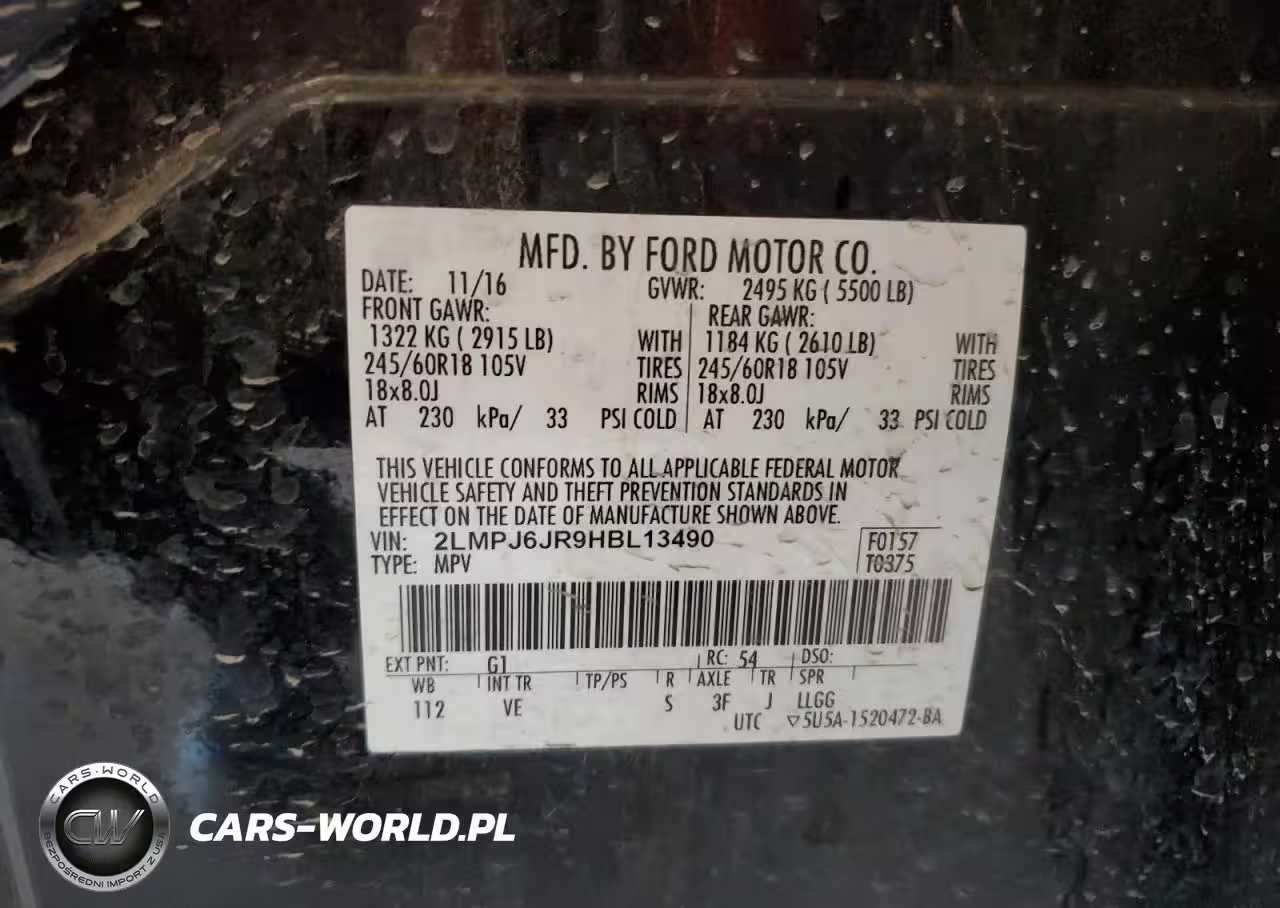 MFD. BY FORD MOTOR CO.
DATE: 11/16 GVWR: 2495 KG ( 5500 LB)
FRONT GAWR: REAR GAWR:
1322 KG ( 2915 LB) WITH 1184 KG ( 2610 LB) WITH
245/60R18 105V TIRES 245/60R18 105V TIRES
18x8.0J RIMS 18x8.0J RIMS
AT 230 kPa/ 33 PSI COLD AT 230 kPa/ 33 PSI COLD
THIS VEHICLE CONFORMS TO ALL APPLICABLE FEDERAL MOTOR
VEHICLE SAFETY AND THEFT PREVENTION STANDARDS IN
EFFECT ON THE DATE OF MANUFACTURE SHOWN ABOVE.
VIN: 2LMPJ6JR9HBL13490 F0157
TYPE: MPV T0375
EXT PNT: G1 RC: 54 DSO:
WB INT TR TP/PS R AXLE TR SPR
112 VE S 3F J LLGG
UTC ▽5U5A-1520472-BA
CARS-WORLD
CW
BEZPOŚREDNI IMPORT Z USA
CARS-WORLD.PL